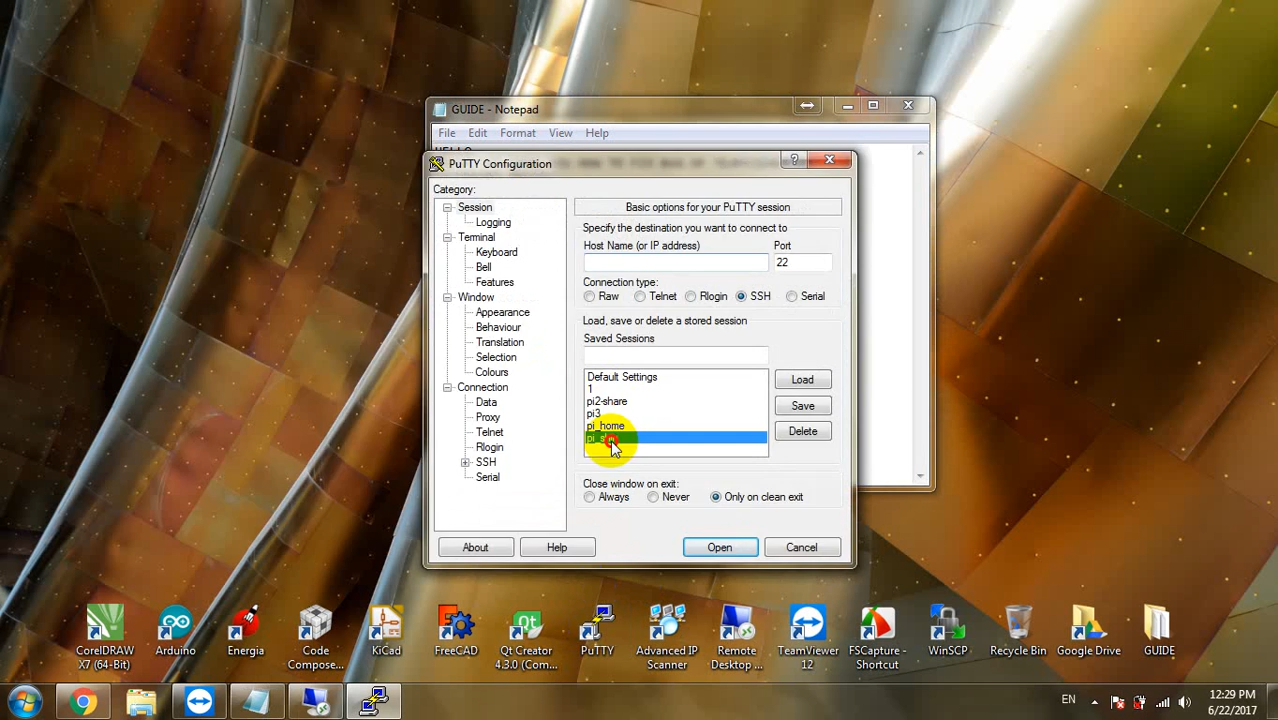 GUIDE - Notepad
File Edit Format View Help
HELLO
PuTTY Configuration
?
Category:
Session
Logging
Terminal
Keyboard
Bell
Features
Window
Appearance
Behaviour
Translation
Selection
Colours
Connection
Data
Proxy
Telnet
Rlogin
SSH
Serial
Basic options for your PuTTY session
Specify the destination you want to connect to
Host Name (or IP address) Port
22
Connection type:
Raw Telnet Rlogin SSH Serial
Load, save or delete a stored session
Saved Sessions
Default Settings
1
pi2-share
pi3
pi_home
Load
Save
Delete
Close window on exit:
Always Never Only on clean exit
About Help Open Cancel
CorelDRAW X7 (64-Bit)
Arduino
Energia
Code Compose...
KiCad
FreeCAD
Qt Creator 4.3.0 (Com...
PuTTY
Advanced IP Scanner
Remote Desktop ...
TeamViewer 12
FSCapture - Shortcut
WinSCP
Recycle Bin
Google Drive
GUIDE
EN
12:29 PM
6/22/2017